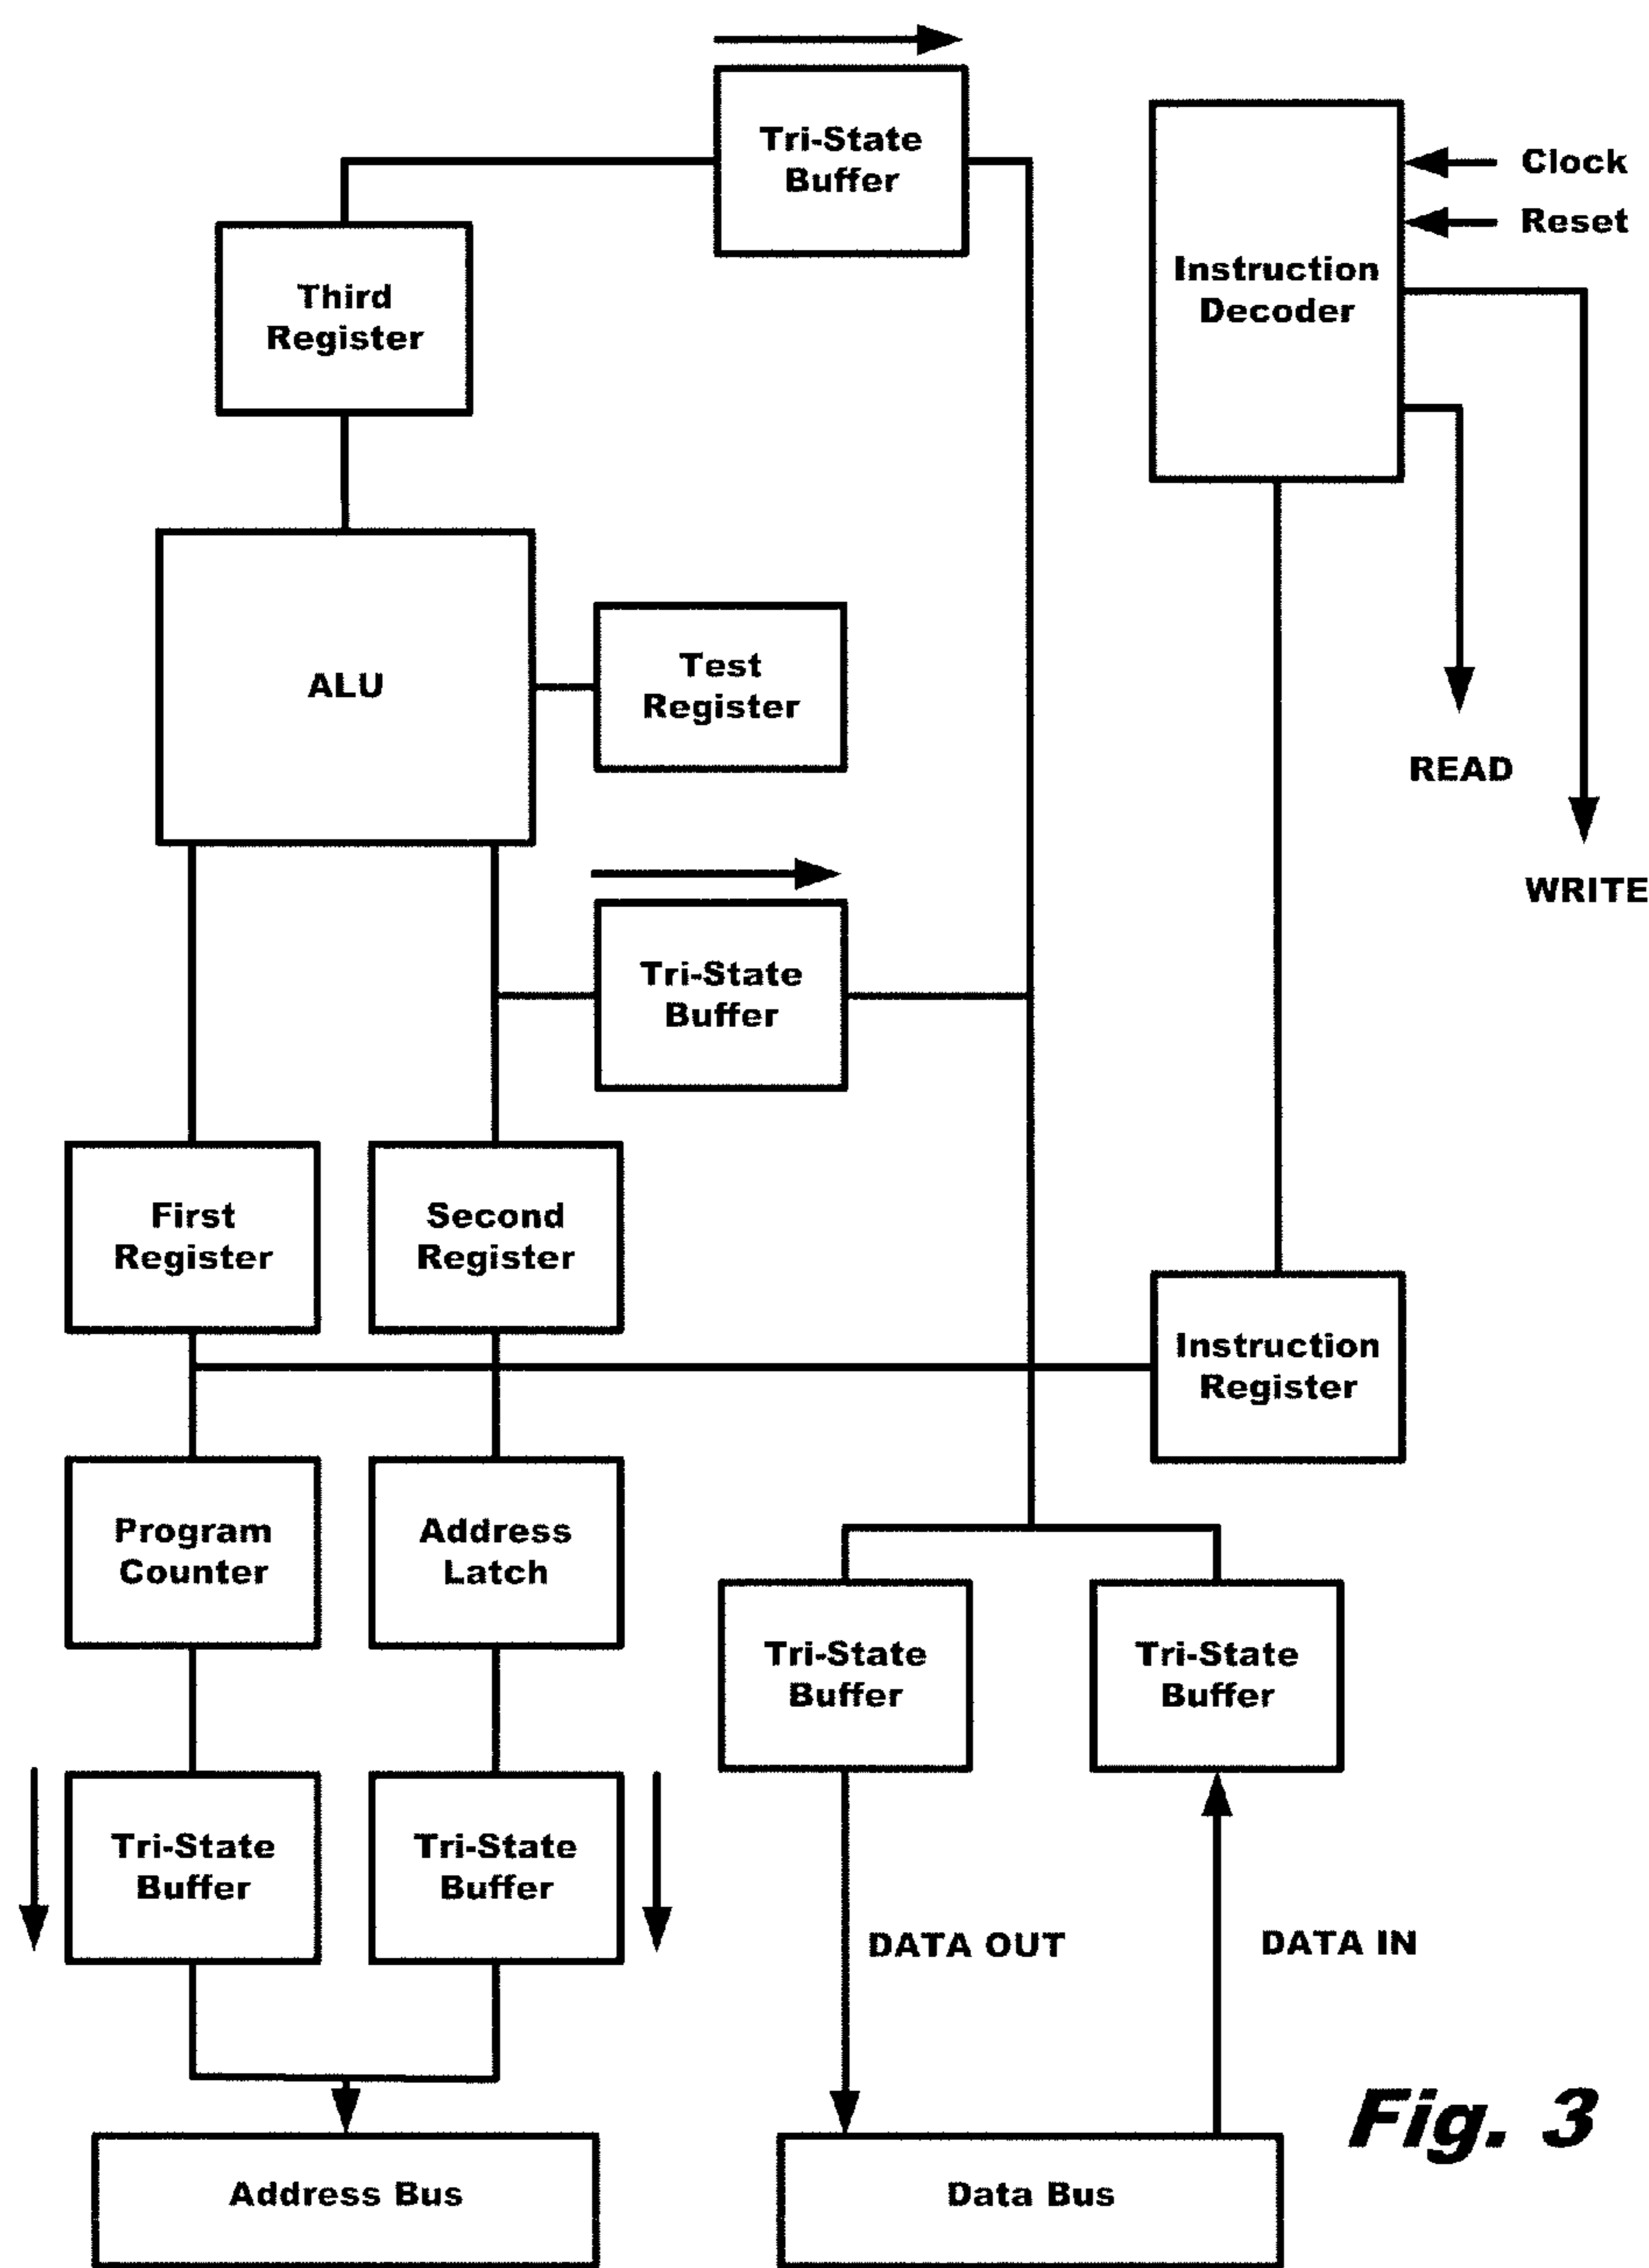 Tri-State
Buffer
Clock
Reset
Instruction
Decoder
Third
Register
ALU
Test
Register
READ
WRITE
Tri-State
Buffer
First
Register
Second
Register
Instruction
Register
Program
Counter
Address
Latch
Tri-State
Buffer
Tri-State
Buffer
Tri-State
Buffer
Tri-State
Buffer
DATA OUT
DATA IN
Fig. 3
Address Bus
Data Bus